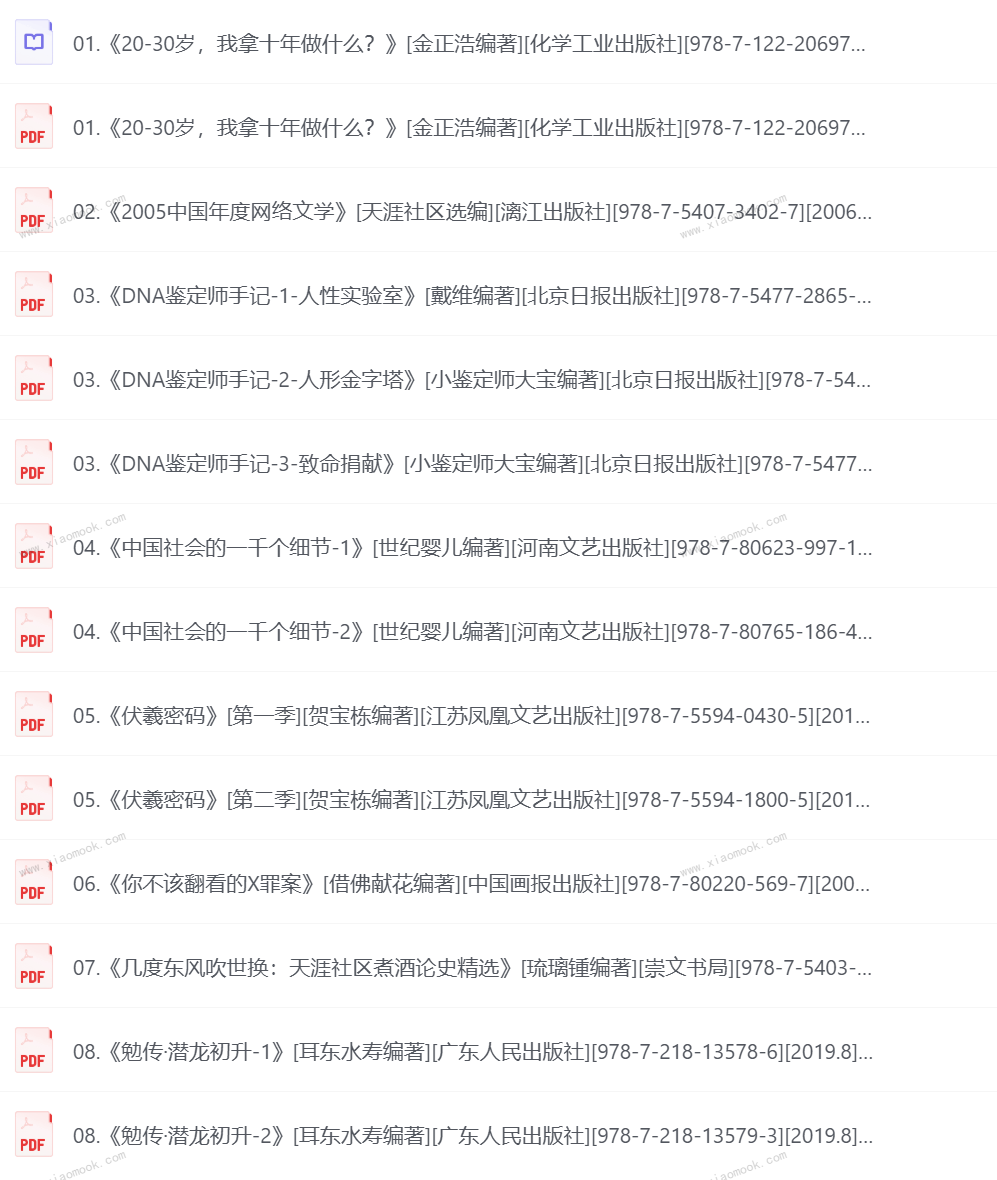 01.《20-30岁，我拿十年做什么？》[金正浩编著][化学工业出版社][978-7-122-20697...
PDF
01.《20-30岁，我拿十年做什么？》[金正浩编著][化学工业出版社][978-7-122-20697...
PDF
02.《2005中国年度网络文学》[天涯社区选编][漓江出版社][978-7-5407-3402-7][2006...
www.xiaomook.com
www.xiaomook.com
PDF
03.《DNA鉴定师手记-1-人性实验室》[戴维编著][北京日报出版社][978-7-5477-2865-...
PDF
03.《DNA鉴定师手记-2-人形金字塔》[小鉴定师大宝编著][北京日报出版社][978-7-54...
PDF
03.《DNA鉴定师手记-3-致命捐献》[小鉴定师大宝编著][北京日报出版社][978-7-5477...
PDF
04.《中国社会的一千个细节-1》[世纪婴儿编著][河南文艺出版社][978-7-80623-997-1...
www.xiaomook.com
www.xiaomook.com
PDF
04.《中国社会的一千个细节-2》[世纪婴儿编著][河南文艺出版社][978-7-80765-186-4...
PDF
05.《伏羲密码》[第一季][贺宝栋编著][江苏凤凰文艺出版社][978-7-5594-0430-5][201...
PDF
05.《伏羲密码》[第二季][贺宝栋编著][江苏凤凰文艺出版社][978-7-5594-1800-5][201...
PDF
06.《你不该翻看的X罪案》[借佛献花编著][中国画报出版社][978-7-80220-569-7][200...
www.xiaomook.com
www.xiaomook.com
PDF
07.《几度东风吹世换：天涯社区煮酒论史精选》[琉璃锺编著][崇文书局][978-7-5403-...
PDF
08.《勉传·潜龙初升-1》[耳东水寿编著][广东人民出版社][978-7-218-13578-6][2019.8]...
PDF
08.《勉传·潜龙初升-2》[耳东水寿编著][广东人民出版社][978-7-218-13579-3][2019.8]...
www.xiaomook.com
www.xiaomook.com